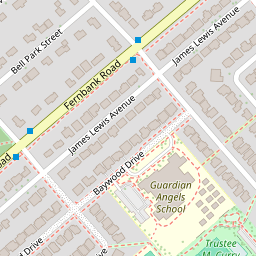 Bell Park Street
Fernbank Road
James Lewis Avenue
James Lewis Avenue
Baywood Drive
Guardian
Angels
School
oad
d Drive
Trustee
M. Curry